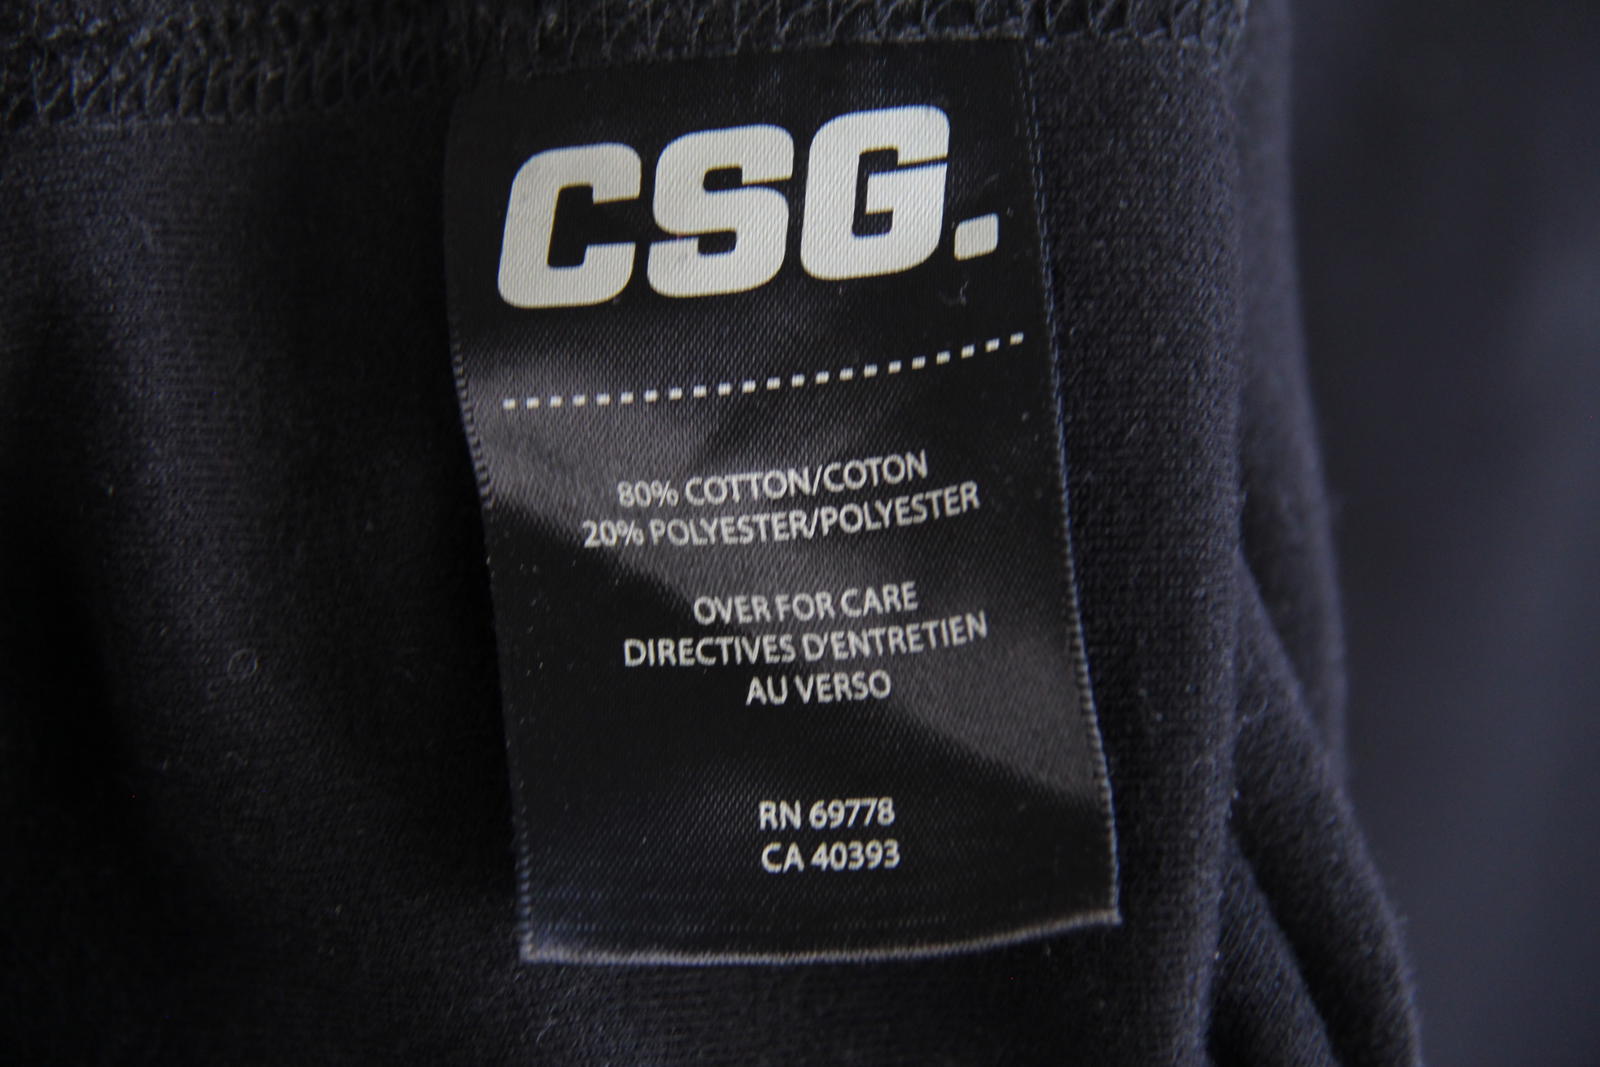 CSG.
80% COTTON/COTON
20% POLYESTER/POLYESTER
OVER FOR CARE
DIRECTIVES D'ENTRETIEN
AU VERSO
RN 69778
CA 40393